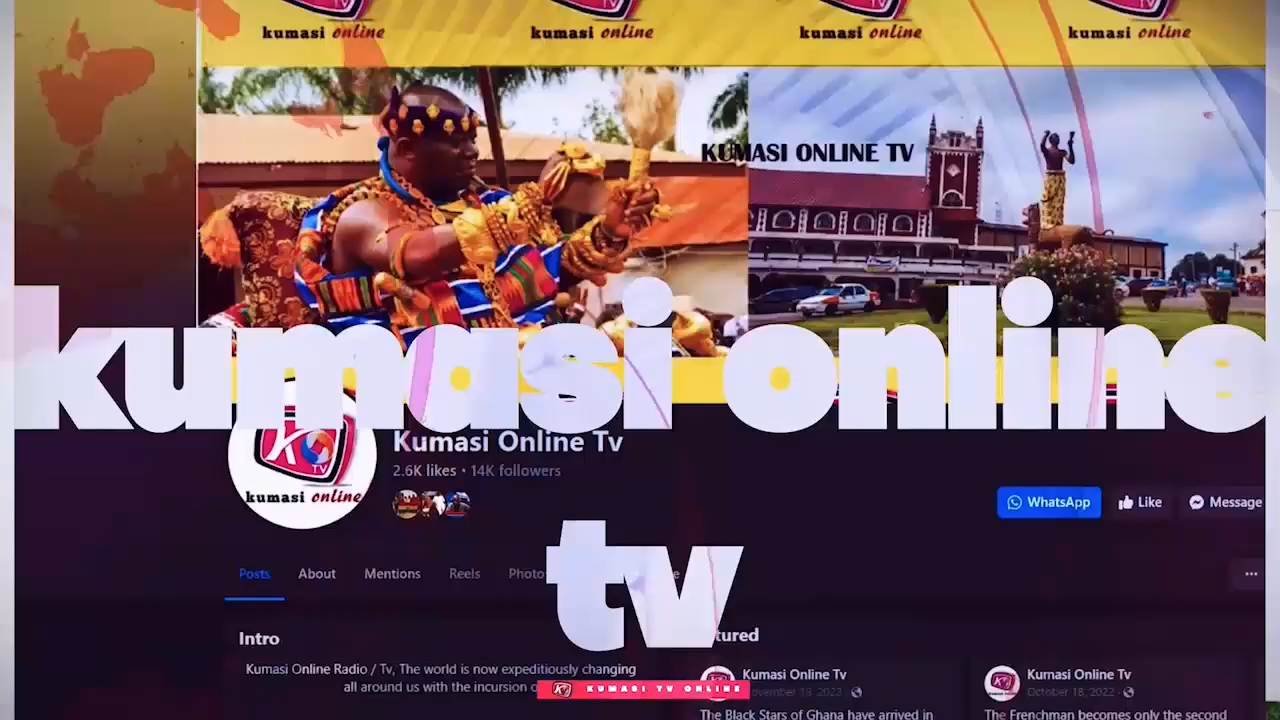 kumasi online
kumasi online
kumasi online
kumasi online
KUMASI ONLINE TV
kumasi online
tv
TV
kumasi online
Kumasi Online Tv
2.6K likes • 14K followers
WhatsApp
Like
Message
Posts
About
Mentions
Reels
Intro
Kumasi Online Radio / Tv, The world is now expeditiously changing
all around us with the incursion
KUMASI TV ONLINE
Kumasi Online Tv
The Black Stars of Ghana have arrived in
Kumasi Online Tv
October 18, 2022
The Frenchman becomes only the second